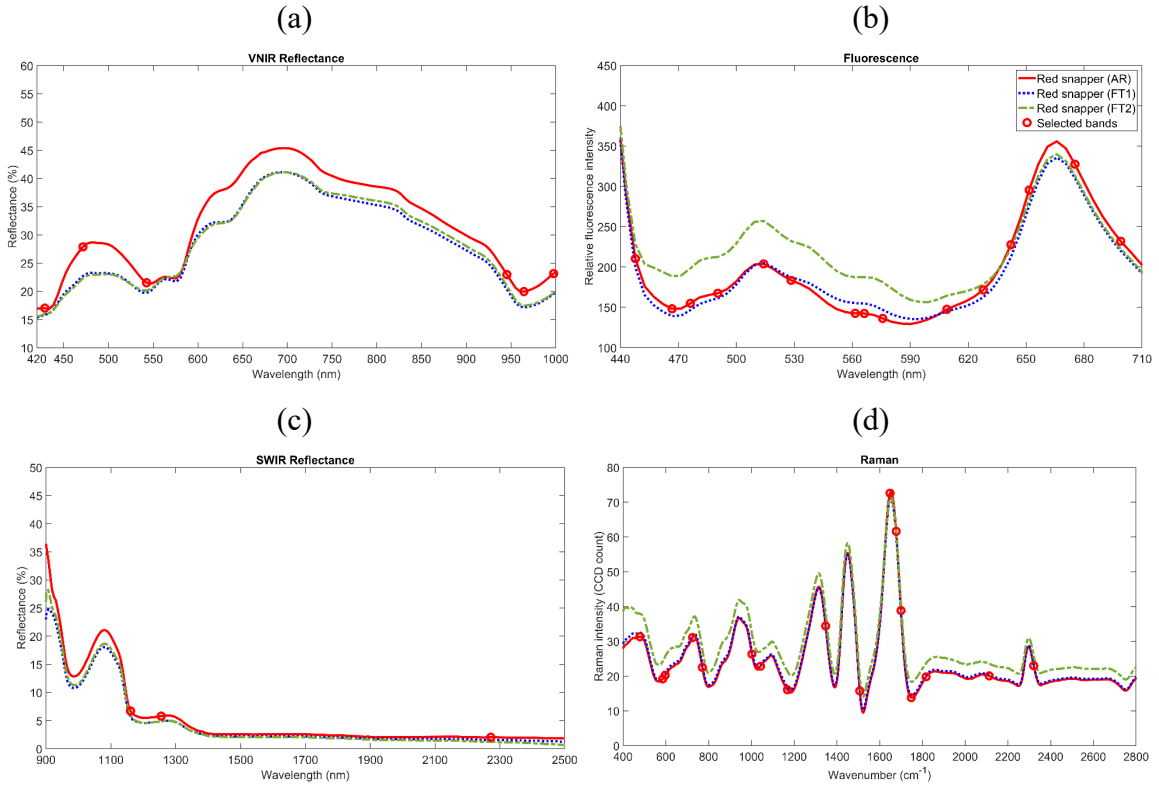 (a)
VNIR Reflectance
60
55
50
45
40
35
30
25
20
15
10
Reflectance (%)
420 450 500 550 600 650 700 750 800 850 900 950 1000
Wavelength (nm)
(b)
Fluorescence
450
400
350
300
250
200
150
100
Relative fluorescence intensity
Red snapper (AR)
Red snapper (FT1)
Red snapper (FT2)
Selected bands
440 470 500 530 560 590 620 650 680 710
Wavelength (nm)
(c)
SWIR Reflectance
50
45
40
35
30
25
20
15
10
5
0
Reflectance (%)
900 1100 1300 1500 1700 1900 2100 2300 2500
Wavelength (nm)
(d)
Raman
80
70
60
50
40
30
20
10
0
Raman intensity (CCD count)
400 600 800 1000 1200 1400 1600 1800 2000 2200 2400 2600 2800
Wavenumber (cm⁻¹)